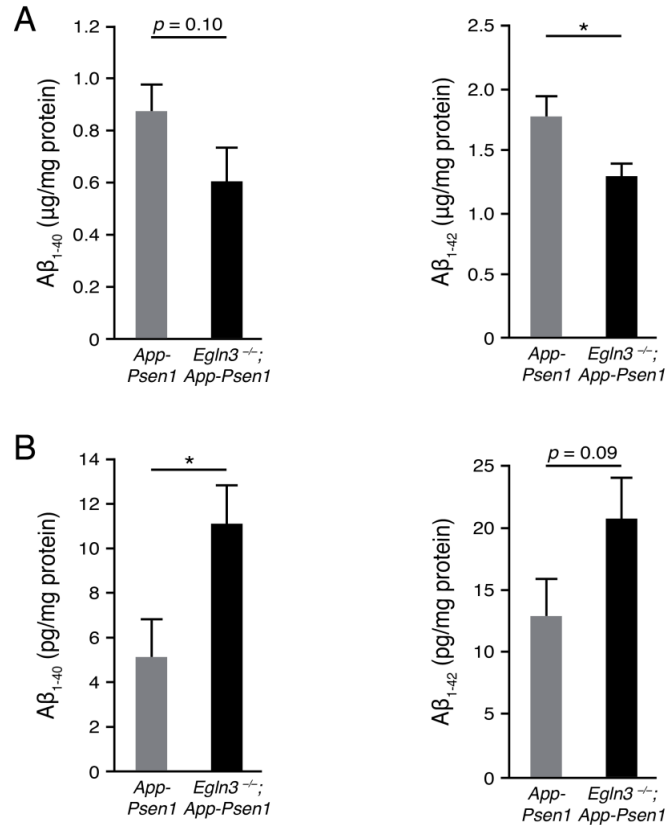 A
Aβ1-40 (µg/mg protein)
1.2
1.0
0.8
0.6
0.4
0.2
0
p = 0.10
App-
Psen1
Egln3 –/–;
App-Psen1
Aβ1-42 (µg/mg protein)
2.5
2.0
1.5
1.0
0.5
0
*
App-
Psen1
Egln3 –/–;
App-Psen1
B
Aβ1-40 (pg/mg protein)
14
12
10
8
6
4
2
0
*
App-
Psen1
Egln3 –/–;
App-Psen1
Aβ1-42 (pg/mg protein)
25
20
15
10
5
0
p = 0.09
App-
Psen1
Egln3 –/–;
App-Psen1